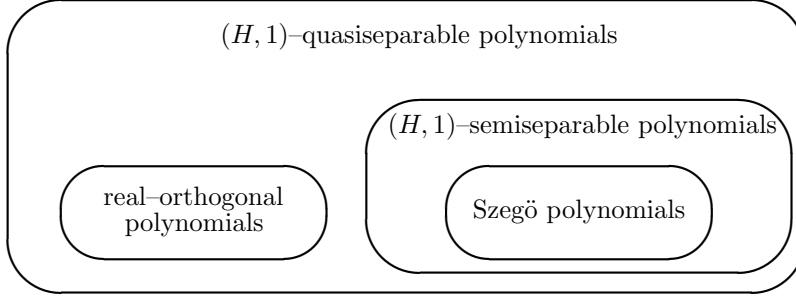 (H, 1)–quasiseparable polynomials
(H, 1)–semiseparable polynomials
real–orthogonal
polynomials
Szegö polynomials